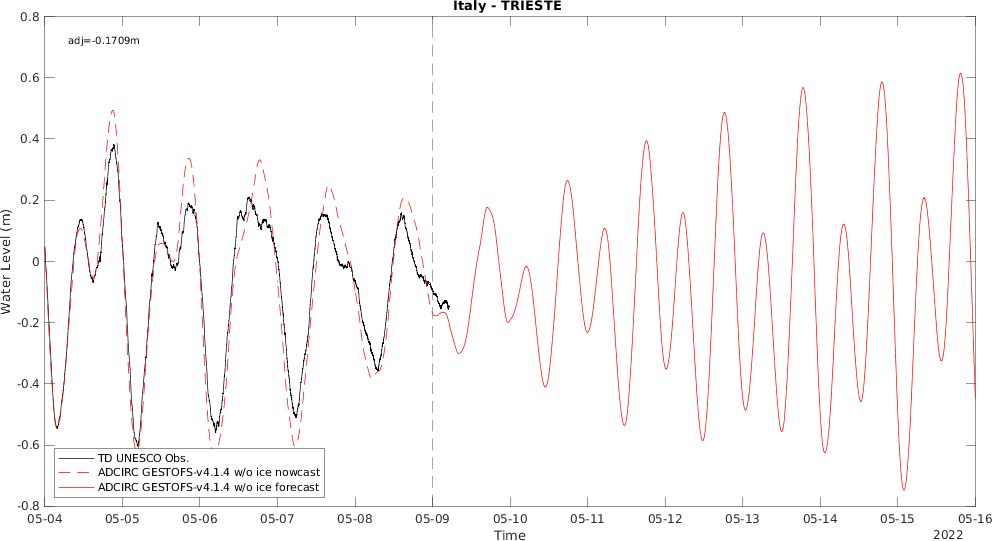 Italy - TRIESTE
adj=-0.1709m
0.8
0.6
0.4
0.2
0
-0.2
-0.4
-0.6
-0.8
Water Level (m)
TD UNESCO Obs.
ADCIRC GESTOFS-v4.1.4 w/o ice nowcast
ADCIRC GESTOFS-v4.1.4 w/o ice forecast
05-04 05-05 05-06 05-07 05-08 05-09 05-10 05-11 05-12 05-13 05-14 05-15 05-16
Time
2022